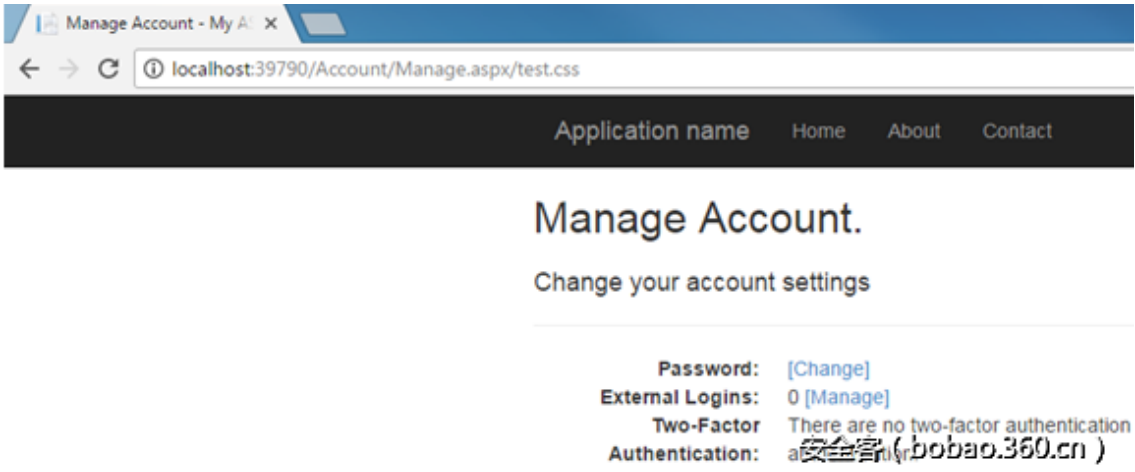 Manage Account - My AS
localhost:39790/Account/Manage.aspx/test.css
Application name Home About Contact
Manage Account.
Change your account settings
Password: [Change]
External Logins: 0 [Manage]
Two-Factor There are no two-factor authentication
Authentication:
安全客（bobao.360.cn）